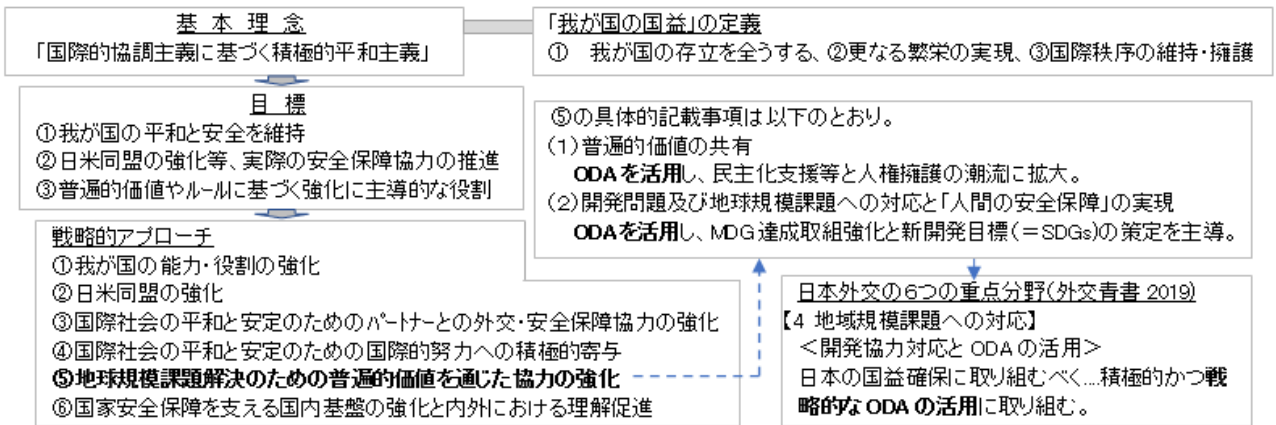 基 本 理 念
「国際的協調主義に基づく積極的平和主義」
「我が国の国益」の定義
① 我が国の存立を全うする、②更なる繁栄の実現、③国際秩序の維持・擁護
目 標
①我が国の平和と安全を維持
②日米同盟の強化等、実際の安全保障協力の推進
③普遍的価値やルールに基づく強化に主導的な役割
戦略的アプローチ
①我が国の能力・役割の強化
②日米同盟の強化
③国際社会の平和と安定のためのパートナーとの外交・安全保障協力の強化
④国際社会の平和と安定のための国際的努力への積極的寄与
⑤地球規模課題解決のための普遍的価値を通じた協力の強化
⑥国家安全保障を支える国内基盤の強化と内外における理解促進
⑤の具体的記載事項は以下のとおり。
(1)普遍的価値の共有
ODAを活用し、民主化支援等と人権擁護の潮流に拡大。
(2)開発問題及び地球規模課題への対応と「人間の安全保障」の実現
ODAを活用し、MDG達成取組強化と新開発目標(=SDGs)の策定を主導。
日本外交の6つの重点分野(外交青書 2019)
【4 地域規模課題への対応】
<開発協力対応とODAの活用>
日本の国益確保に取り組むべく...積極的かつ戦
略的なODAの活用に取り組む。